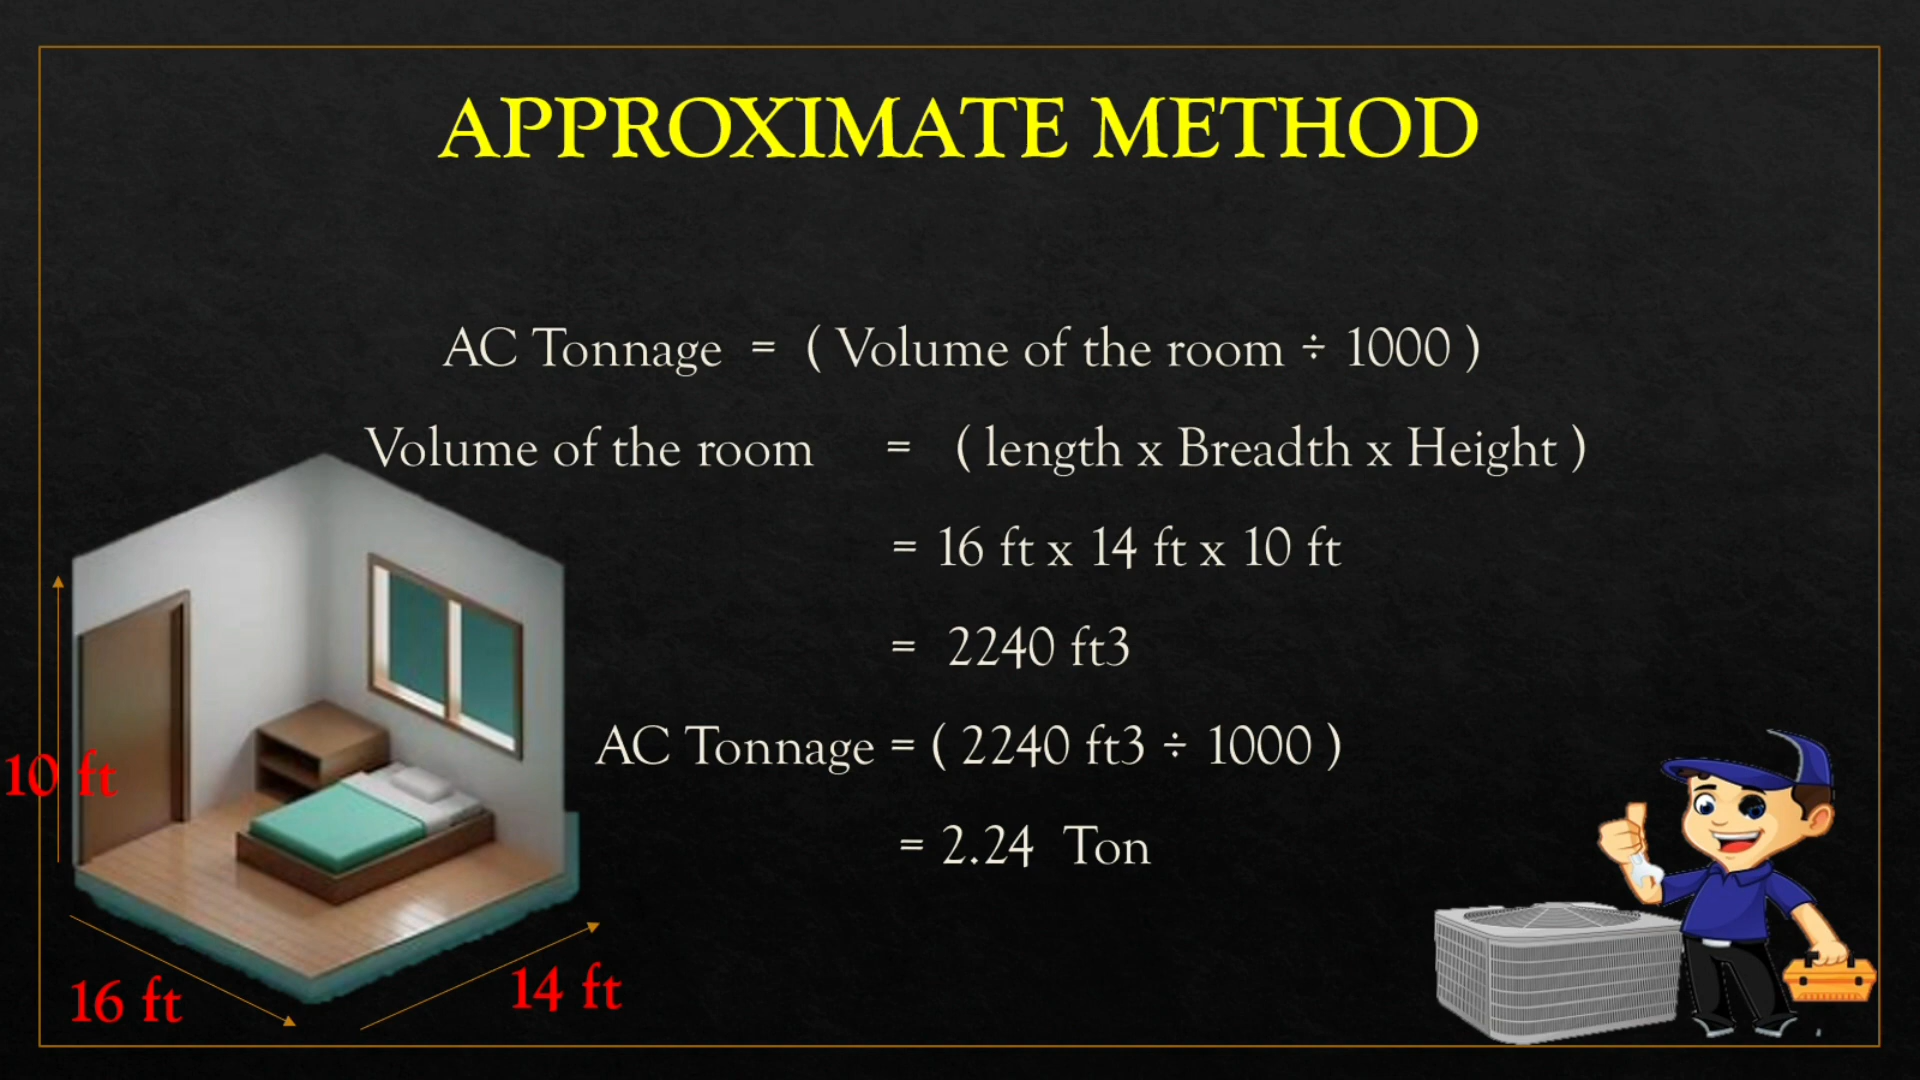 APPROXIMATE METHOD
AC Tonnage = ( Volume of the room ÷ 1000 )
Volume of the room = ( length x Breadth x Height )
= 16 ft x 14 ft x 10 ft
= 2240 ft3
AC Tonnage = ( 2240 ft3 ÷ 1000 )
= 2.24 Ton
10 ft
16 ft
14 ft